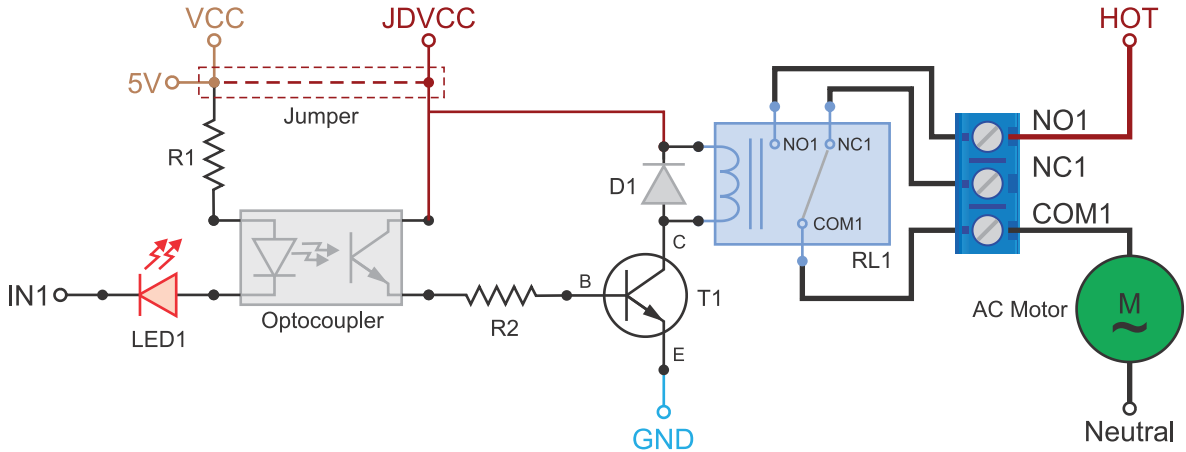 VCC
JDVCC
HOT
5V
Jumper
NO1
R1
NO1
NC1
D1
NC1
COM1
COM1
C
RL1
IN1
B
T1
M
AC Motor
LED1
Optocoupler
R2
E
GND
Neutral